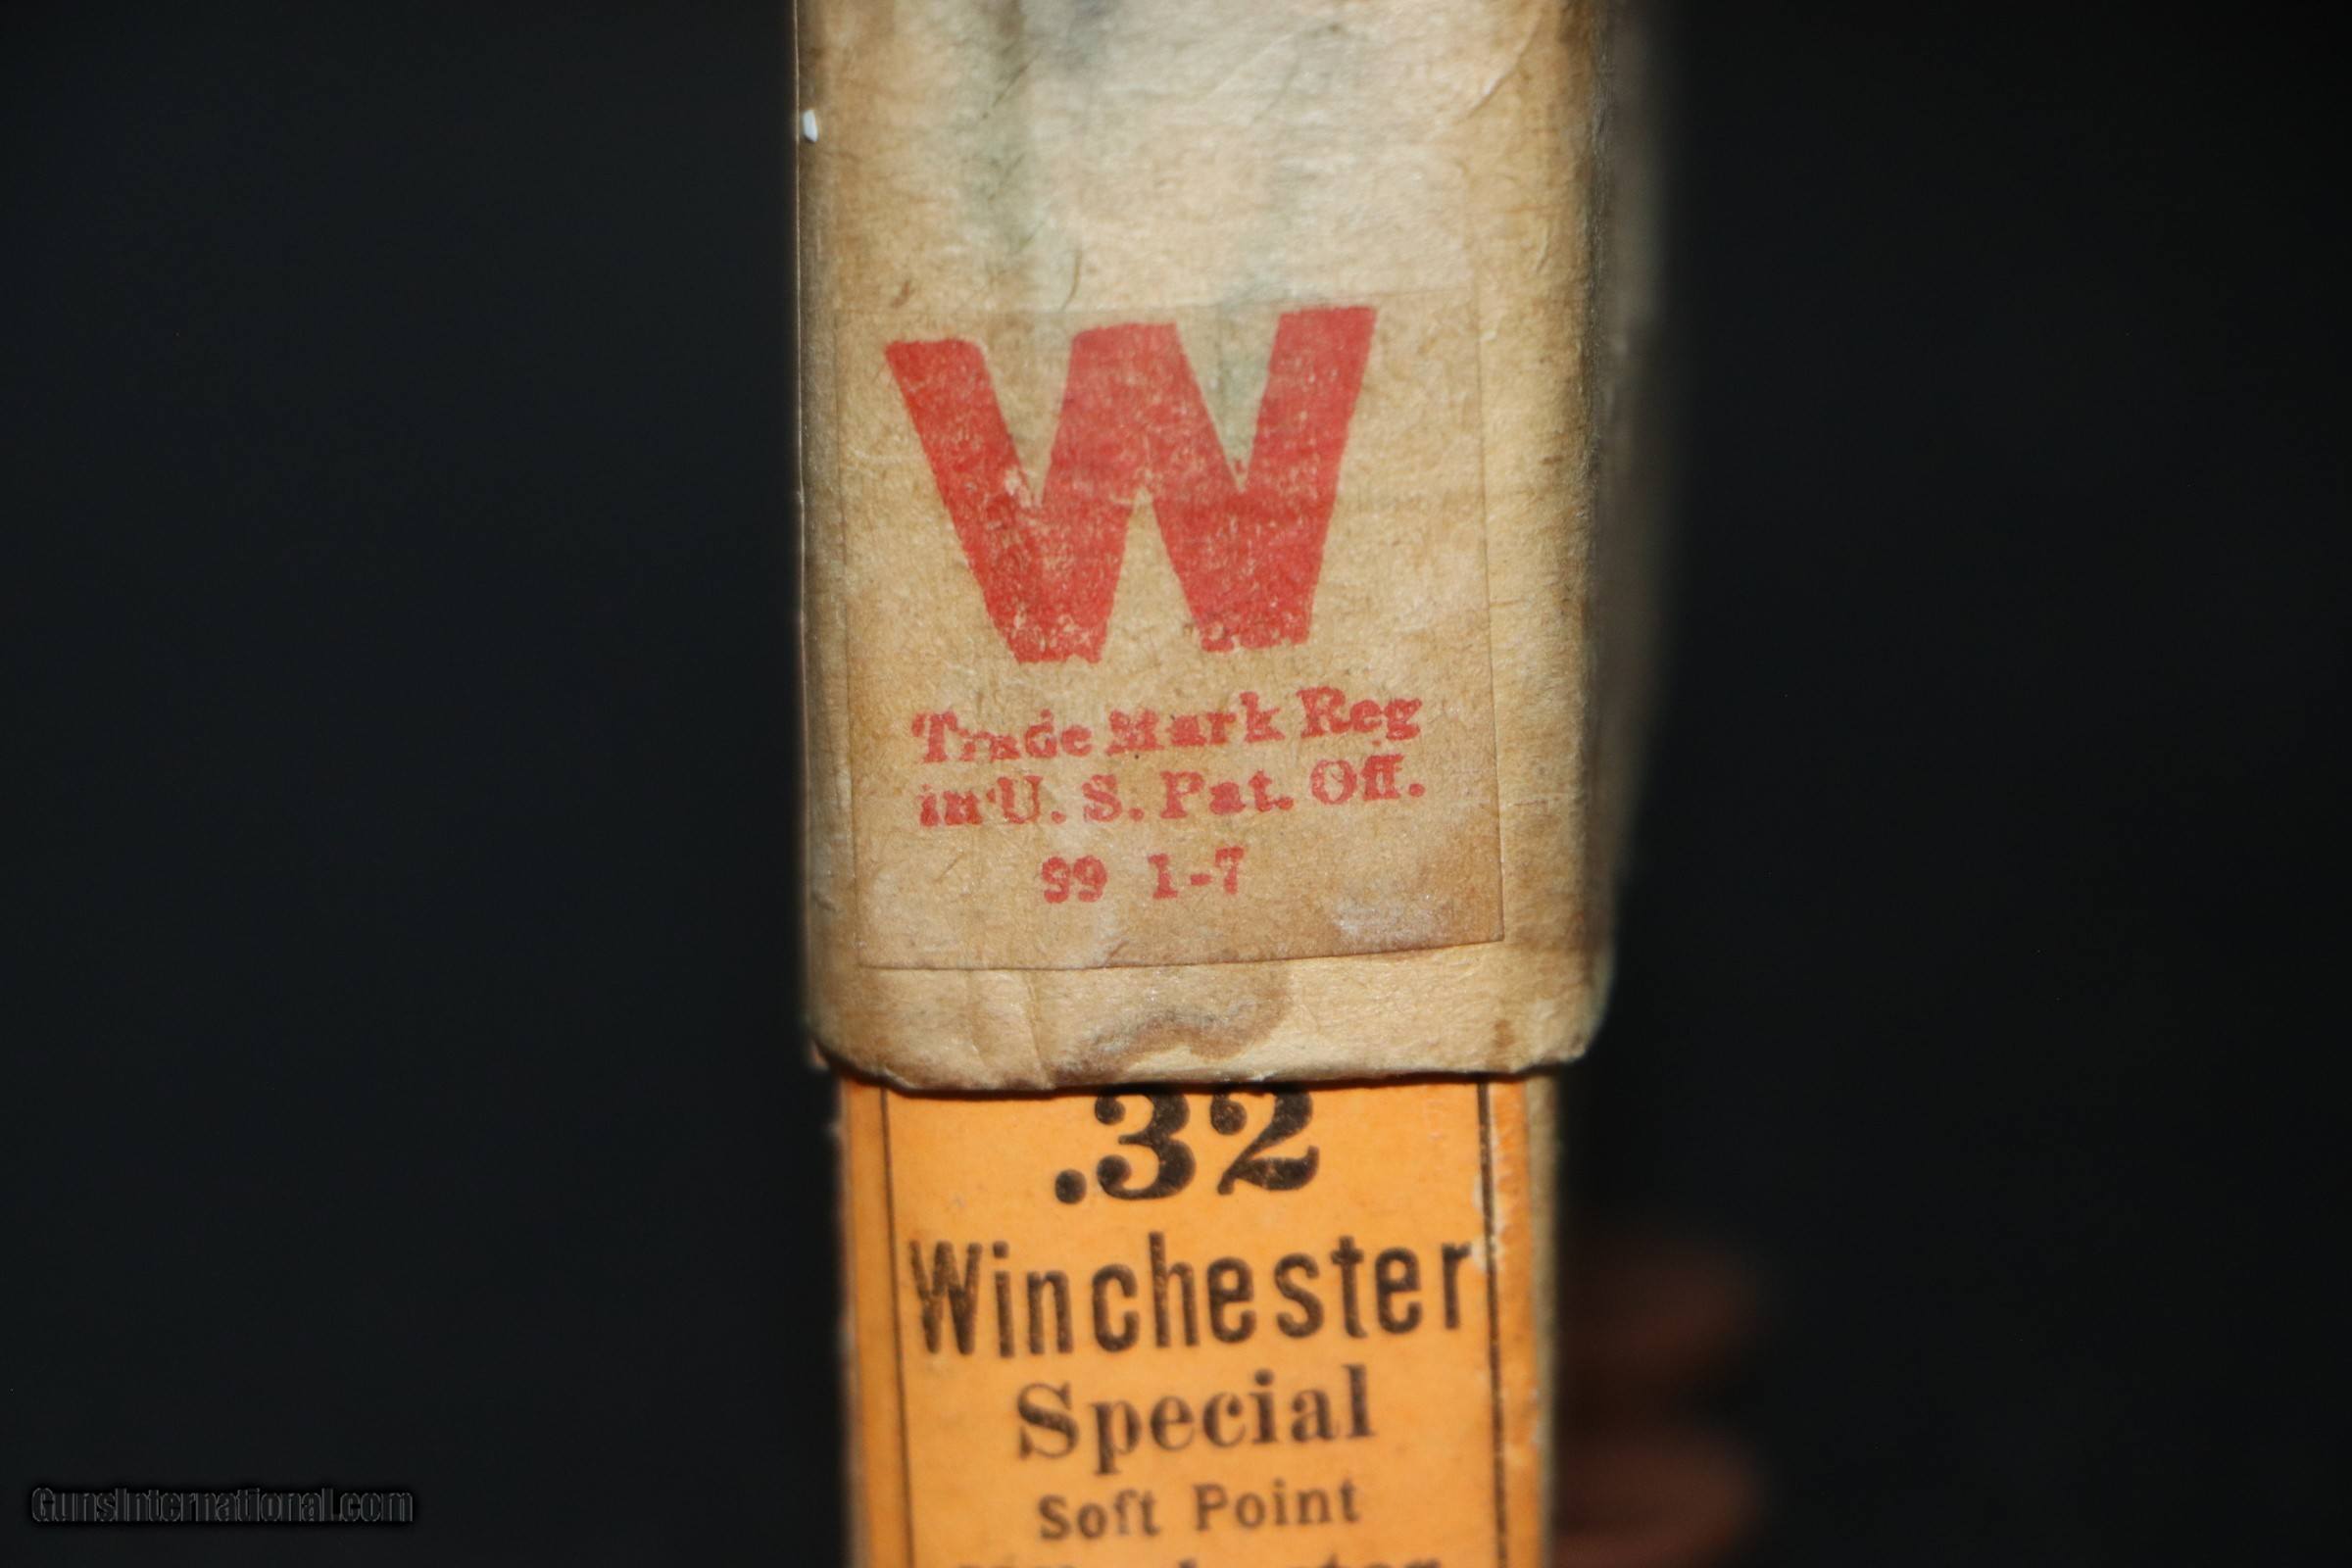 W
Trade Mark Reg
in U. S. Pat. Off.
99 1-7
.32
Winchester
Special
Soft Point
GunsInternational.com